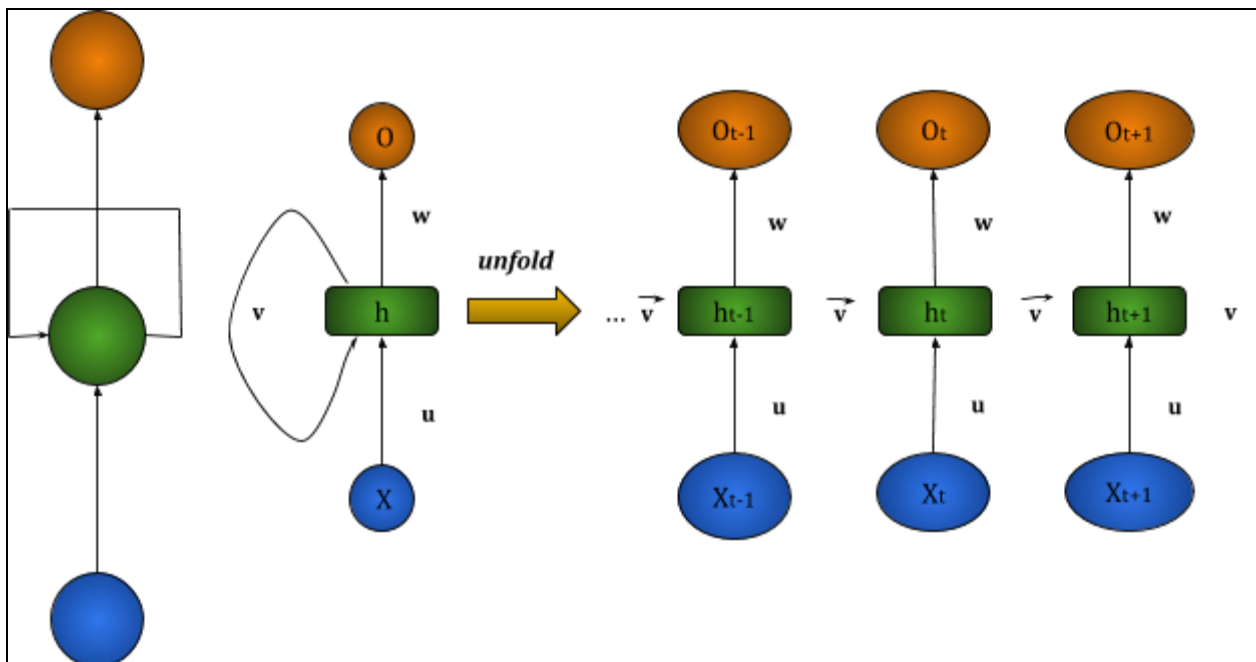 O
w
v
h
u
X
unfold
... v
Ot-1
w
ht-1
u
Xt-1
v
Ot
w
ht
u
Xt
v
Ot+1
w
ht+1
u
Xt+1
v